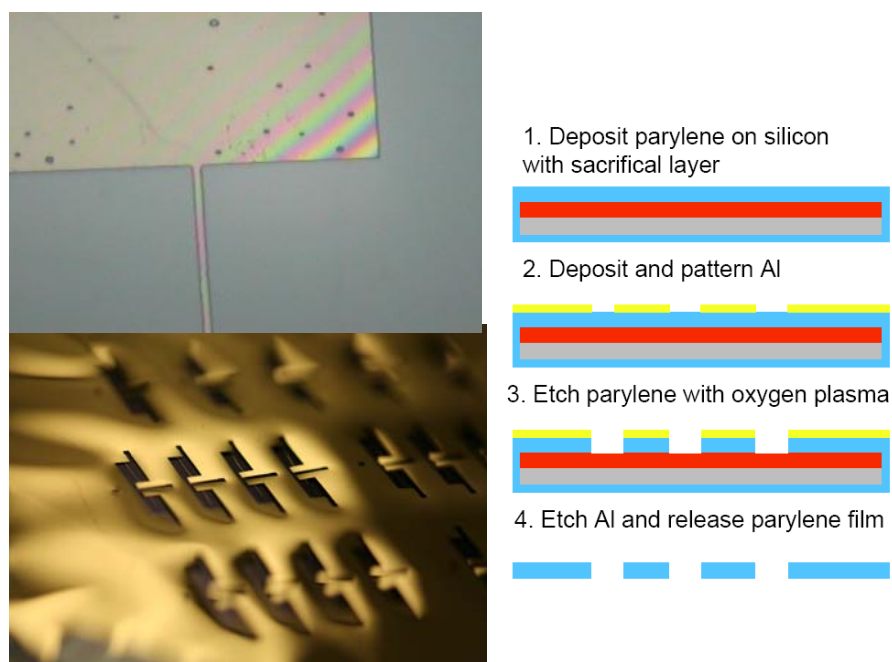 1. Deposit parylene on silicon
with sacrifical layer
2. Deposit and pattern Al
3. Etch parylene with oxygen plasma
4. Etch Al and release parylene film